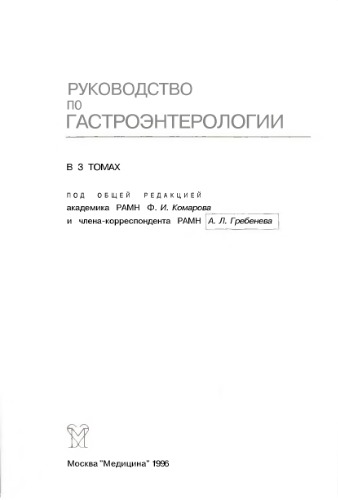 РУКОВОДСТВО
ПО
ГАСТРОЭНТЕРОЛОГИИ
В 3 ТОМАХ
ПОД ОБЩЕЙ РЕДАКЦИЕЙ
академика РАМН Ф. И. Комарова
и члена-корреспондента РАМН А. Л. Гребенева
Москва "Медицина" 1996